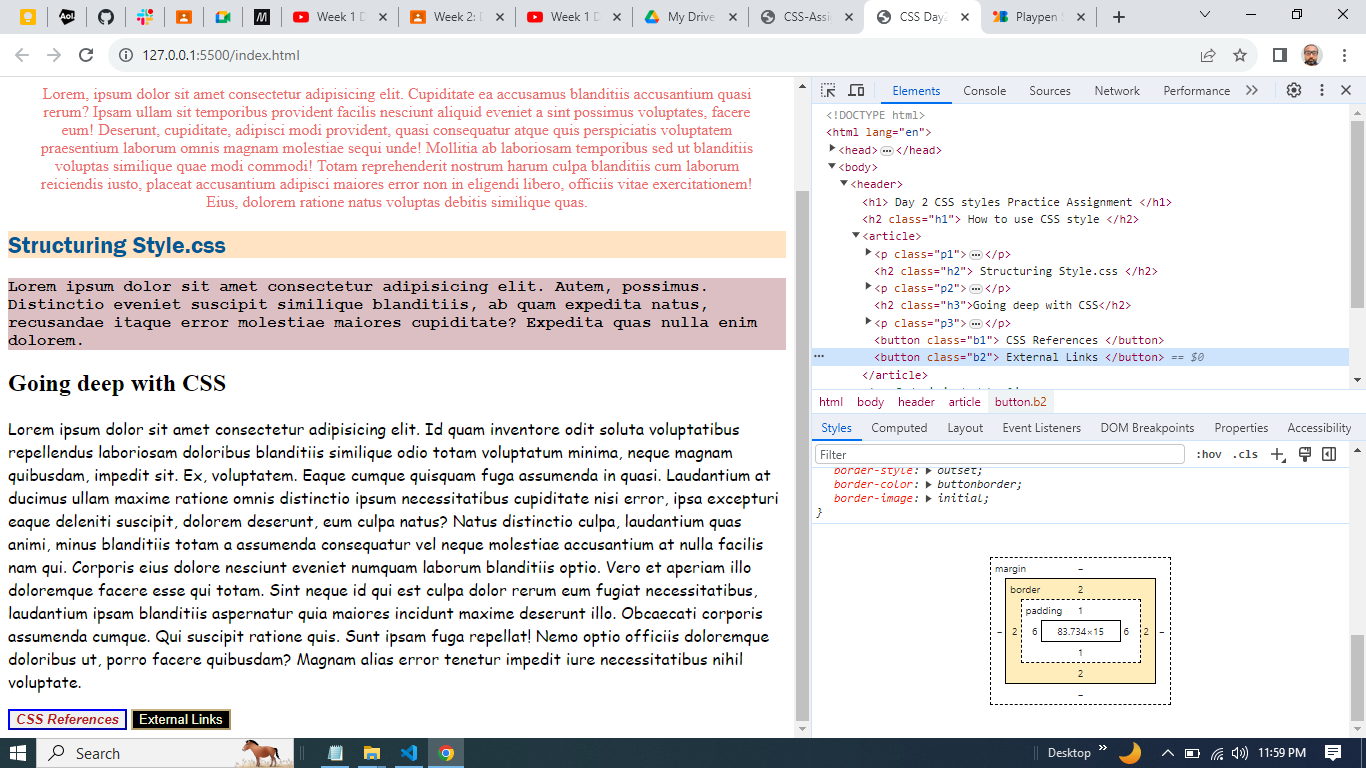 Week 1 D
Week 2: D
Week 1 D
My Drive
CSS-Assi
CSS Day2
Playpen S
127.0.0.1:5500/index.html
Lorem, ipsum dolor sit amet consectetur adipisicing elit. Cupiditate ea accusamus blanditiis accusantium quasi
rerum? Ipsam ullam sit temporibus provident facilis nesciunt aliquid eveniet a sint possimus voluptates, facere
eum! Deserunt, cupiditate, adipisci modi provident, quasi consequatur atque quis perspiciatis voluptatem
praesentium laborum omnis magnam molestiae sequi unde! Mollitia ab laboriosam temporibus sed ut blanditiis
voluptas similique quae modi commodi! Totam reprehenderit nostrum harum culpa blanditiis cum laborum
reiciendis iusto, placeat accusantium adipisci maiores error non in eligendi libero, officiis vitae exercitationem!
Eius, dolorem ratione natus voluptas debitis similique quas.
Structuring Style.css
Lorem ipsum dolor sit amet consectetur adipisicing elit. Autem, possimus.
Distinctio eveniet suscipit similique blanditiis, ab quam expedita natus,
recusandae itaque error molestiae maiores cupiditate? Expedita quas nulla enim
dolorem.
Going deep with CSS
Lorem ipsum dolor sit amet consectetur adipisicing elit. Id quam inventore odit soluta voluptatibus
repellendus laboriosam doloribus blanditiis similique odio totam voluptatum minima, neque magnam
quibusdam, impedit sit. Ex, voluptatem. Eaque cumque quisquam fuga assumenda in quasi. Laudantium at
ducimus ullam maxime ratione omnis distinctio ipsum necessitatibus cupiditate nisi error, ipsa excepturi
eaque deleniti suscipit, dolorem deserunt, eum culpa natus? Natus distinctio culpa, laudantium quas
animi, minus blanditiis totam a assumenda consequatur vel neque molestiae accusantium at nulla facilis
nam qui. Corporis eius dolore nesciunt eveniet numquam laborum blanditiis optio. Vero et aperiam illo
doloremque facere esse qui totam. Sint neque id qui est culpa dolor rerum eum fugiat necessitatibus,
laudantium ipsam blanditiis aspernatur quia maiores incidunt maxime deserunt illo. Obcaecati corporis
assumenda cumque. Qui suscipit ratione quis. Sunt ipsam fuga repellat! Nemo optio officiis doloremque
doloribus ut, porro facere quibusdam? Magnam alias error tenetur impedit iure necessitatibus nihil
voluptate.
CSS References External Links
Elements Console Sources Network Performance
<!DOCTYPE html>
<html lang="en">
<head>…</head>
<body>
<header>
<h1> Day 2 CSS styles Practice Assignment </h1>
<h2 class="h1"> How to use CSS style </h2>
<article>
<p class="p1">…</p>
<h2 class="h2"> Structuring Style.css </h2>
<p class="p2">…</p>
<h2 class="h3">Going deep with CSS</h2>
<p class="p3">…</p>
<button class="b1"> CSS References </button>
<button class="b2"> External Links </button> == $0
</article>
html body header article button.b2
Styles Computed Layout Event Listeners DOM Breakpoints Properties Accessibility
Filter :hov .cls
border-style: outset;
border-color: buttonborder;
border-image: initial;
}
margin –
border 2
padding 1
– 2 6 83.734×15 6 2 –
1
2
–
Search
Desktop 11:59 PM